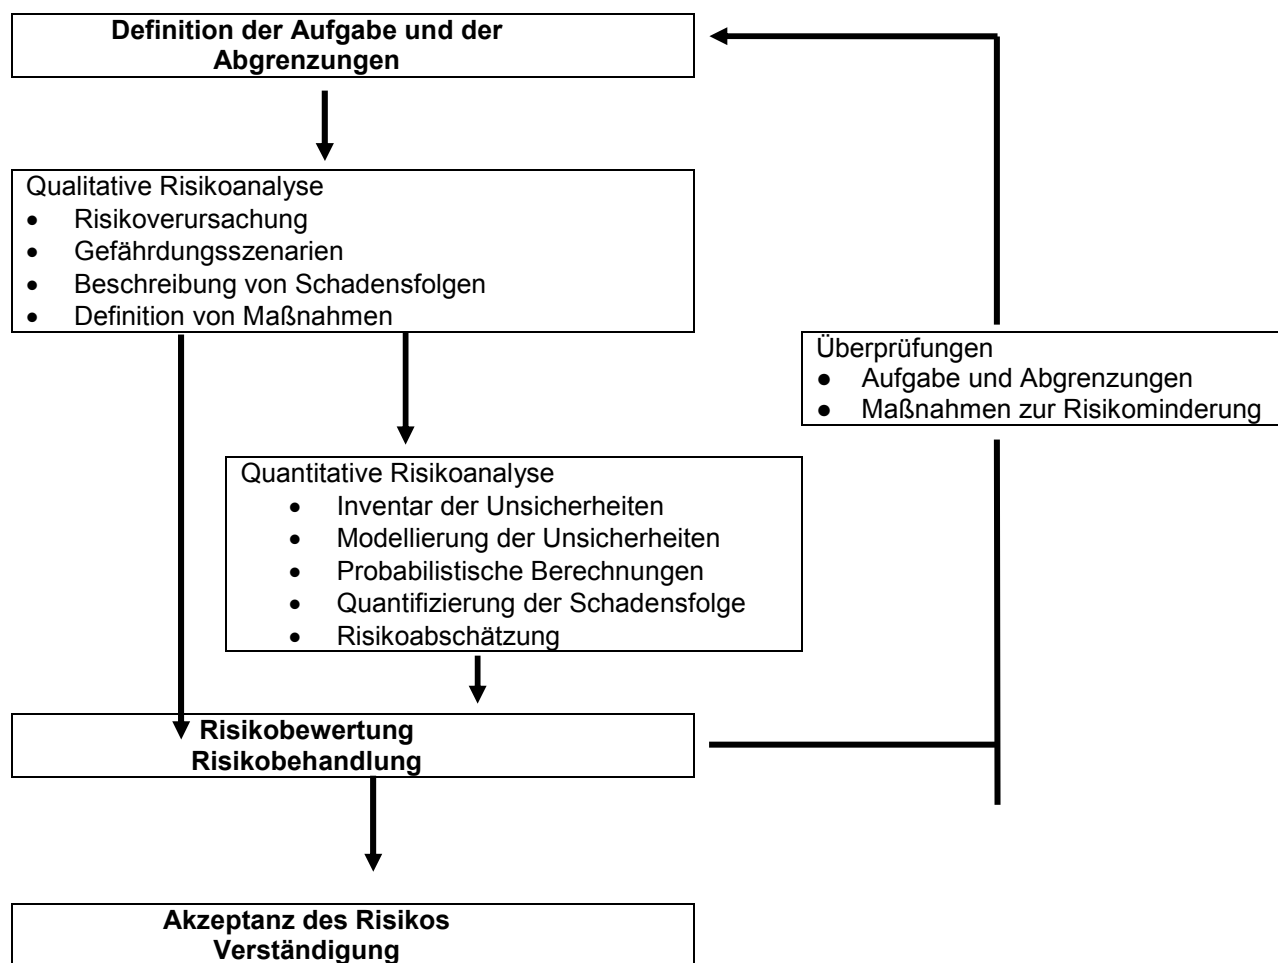 Definition der Aufgabe und der
Abgrenzungen
Qualitative Risikoanalyse
• Risikoverursachung
• Gefährdungsszenarien
• Beschreibung von Schadensfolgen
• Definition von Maßnahmen
Überprüfungen
• Aufgabe und Abgrenzungen
• Maßnahmen zur Risikominderung
Quantitative Risikoanalyse
• Inventar der Unsicherheiten
• Modellierung der Unsicherheiten
• Probabilistische Berechnungen
• Quantifizierung der Schadensfolge
• Risikoabschätzung
Risikobewertung
Risikobehandlung
Akzeptanz des Risikos
Verständigung